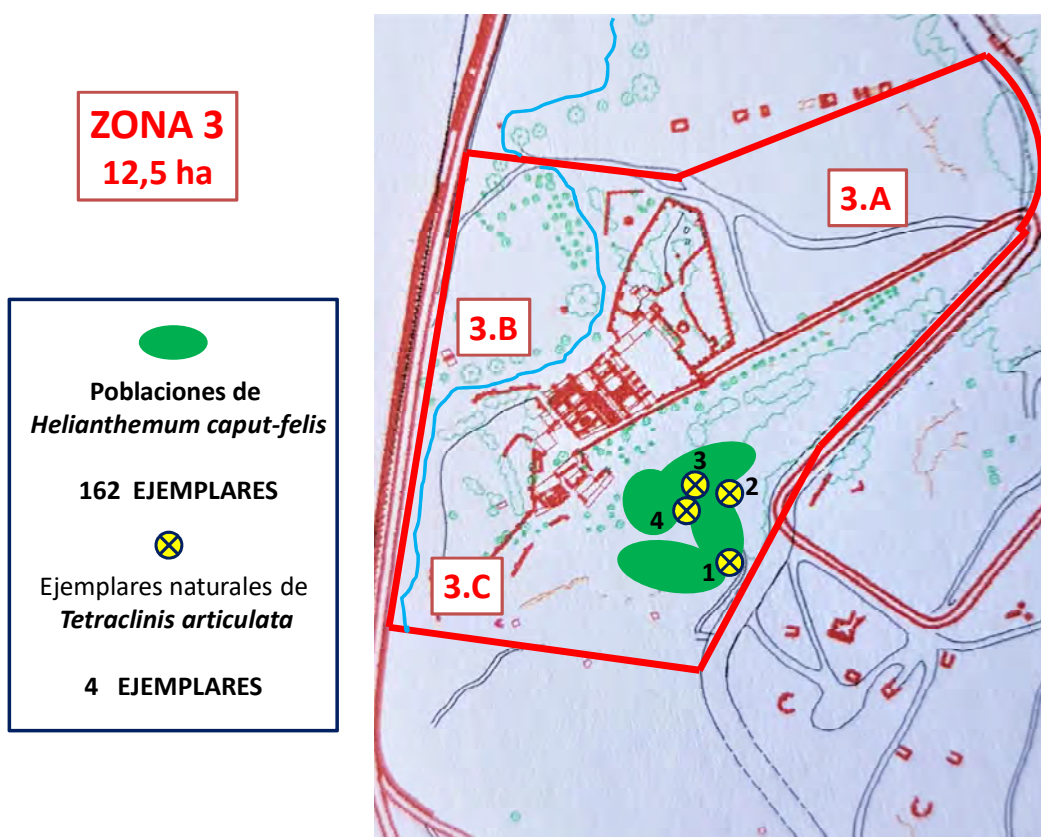 ZONA 3
12,5 ha
3.A
3.B
3.C
3
2
4
1
Poblaciones de
Helianthemum caput-felis
162 EJEMPLARES
Ejemplares naturales de
Tetraclinis articulata
4 EJEMPLARES